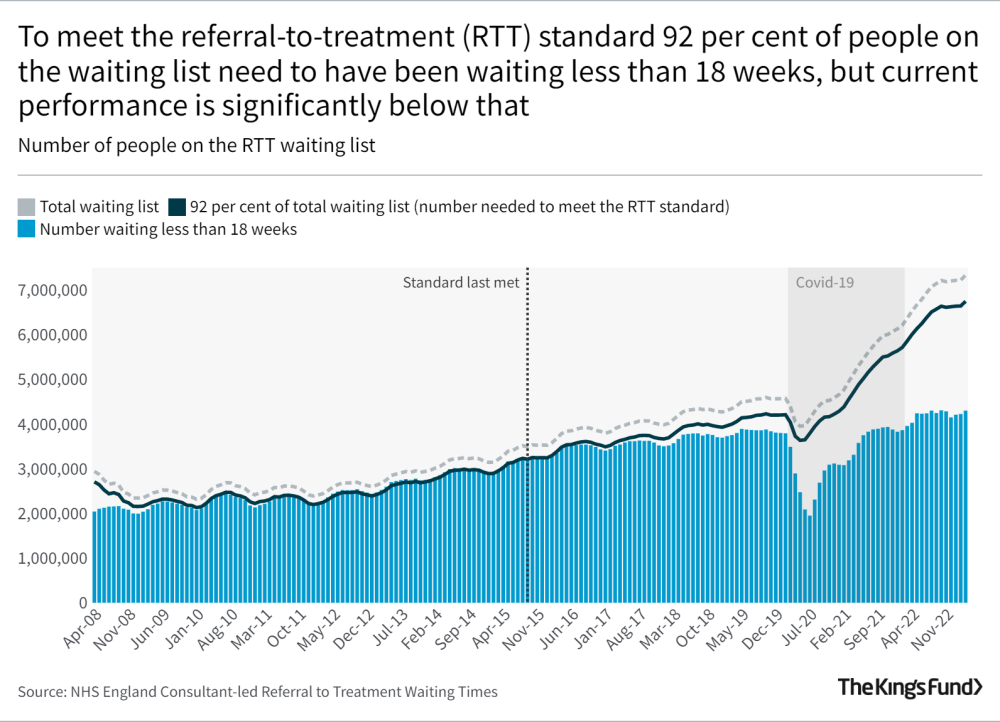 To meet the referral-to-treatment (RTT) standard 92 per cent of people on
the waiting list need to have been waiting less than 18 weeks, but current
performance is significantly below that
Number of people on the RTT waiting list
Total waiting list
92 per cent of total waiting list (number needed to meet the RTT standard)
Number waiting less than 18 weeks
Standard last met
Covid-19
7,000,000
6,000,000
5,000,000
4,000,000
3,000,000
2,000,000
1,000,000
0
Apr-08
Nov-08
Jun-09
Jan-10
Aug-10
Mar-11
Oct-11
May-12
Dec-12
Jul-13
Feb-14
Sep-14
Apr-15
Nov-15
Jun-16
Jan-17
Aug-17
Mar-18
Oct-18
May-19
Dec-19
Jul-20
Feb-21
Sep-21
Apr-22
Nov-22
Source: NHS England Consultant-led Referral to Treatment Waiting Times
The King's Fund